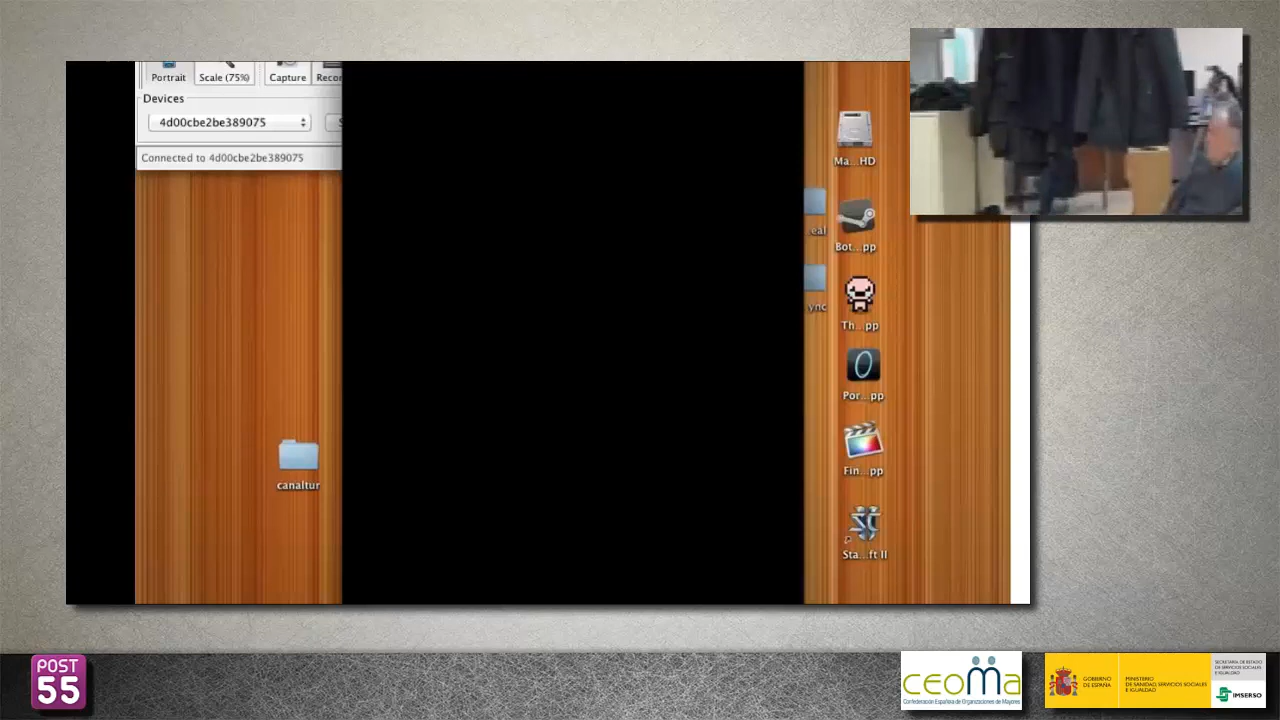 Portrait
Scale (75%)
Capture
Recor
Devices
4d00cbe2be389075
S
Connected to 4d00cbe2be389075
Ma...HD
.eal
Bot...pp
ync
Th...pp
Por...pp
Fin...pp
canaltur
Sta...ft II
POST
55
ceoma
Confederación Española de Organizaciones de Mayores
GOBIERNO
DE ESPAÑA
MINISTERIO
DE SANIDAD, SERVICIOS SOCIALES
E IGUALDAD
SECRETARÍA DE ESTADO
DE SERVICIOS SOCIALES
E IGUALDAD
IMSERSO